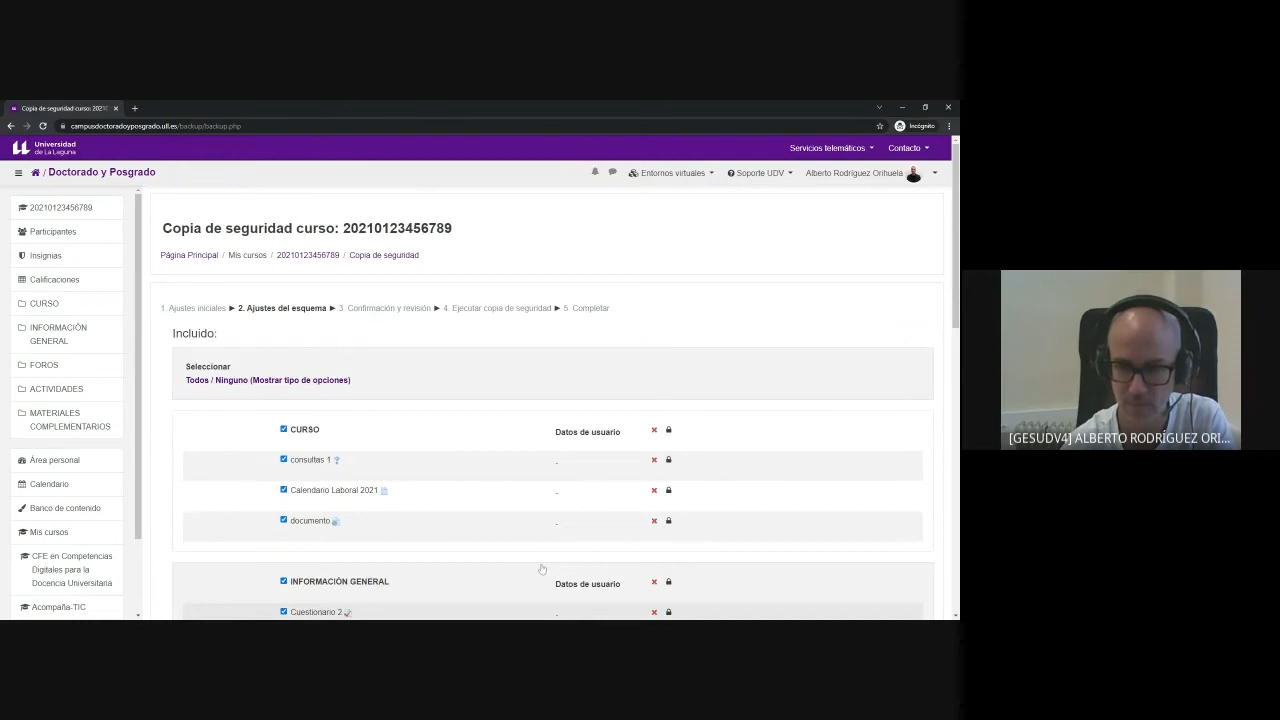 Copia de seguridad curso: 2021(
campusdoctoradoyposgrado.ull.es/backup/backup.php
Incógnito
Universidad
de La Laguna
Servicios telemáticos
Contacto
/ Doctorado y Posgrado
Entornos virtuales
Soporte UDV
Alberto Rodríguez Orihuela
20210123456789
Participantes
Insignias
Calificaciones
CURSO
INFORMACIÓN
GENERAL
FOROS
ACTIVIDADES
MATERIALES
COMPLEMENTARIOS
Área personal
Calendario
Banco de contenido
Mis cursos
CFE en Competencias
Digitales para la
Docencia Universitaria
Acompaña-TIC
Copia de seguridad curso: 20210123456789
Página Principal / Mis cursos / 20210123456789 / Copia de seguridad
1. Ajustes iniciales ► 2. Ajustes del esquema ► 3. Confirmación y revisión ► 4. Ejecutar copia de seguridad ► 5. Completar
Incluido:
Seleccionar
Todos / Ninguno (Mostrar tipo de opciones)
CURSO Datos de usuario
consultas 1 -
Calendario Laboral 2021 -
documento -
INFORMACIÓN GENERAL Datos de usuario
Cuestionario 2 -
[GESUDV4] ALBERTO RODRÍGUEZ ORI...